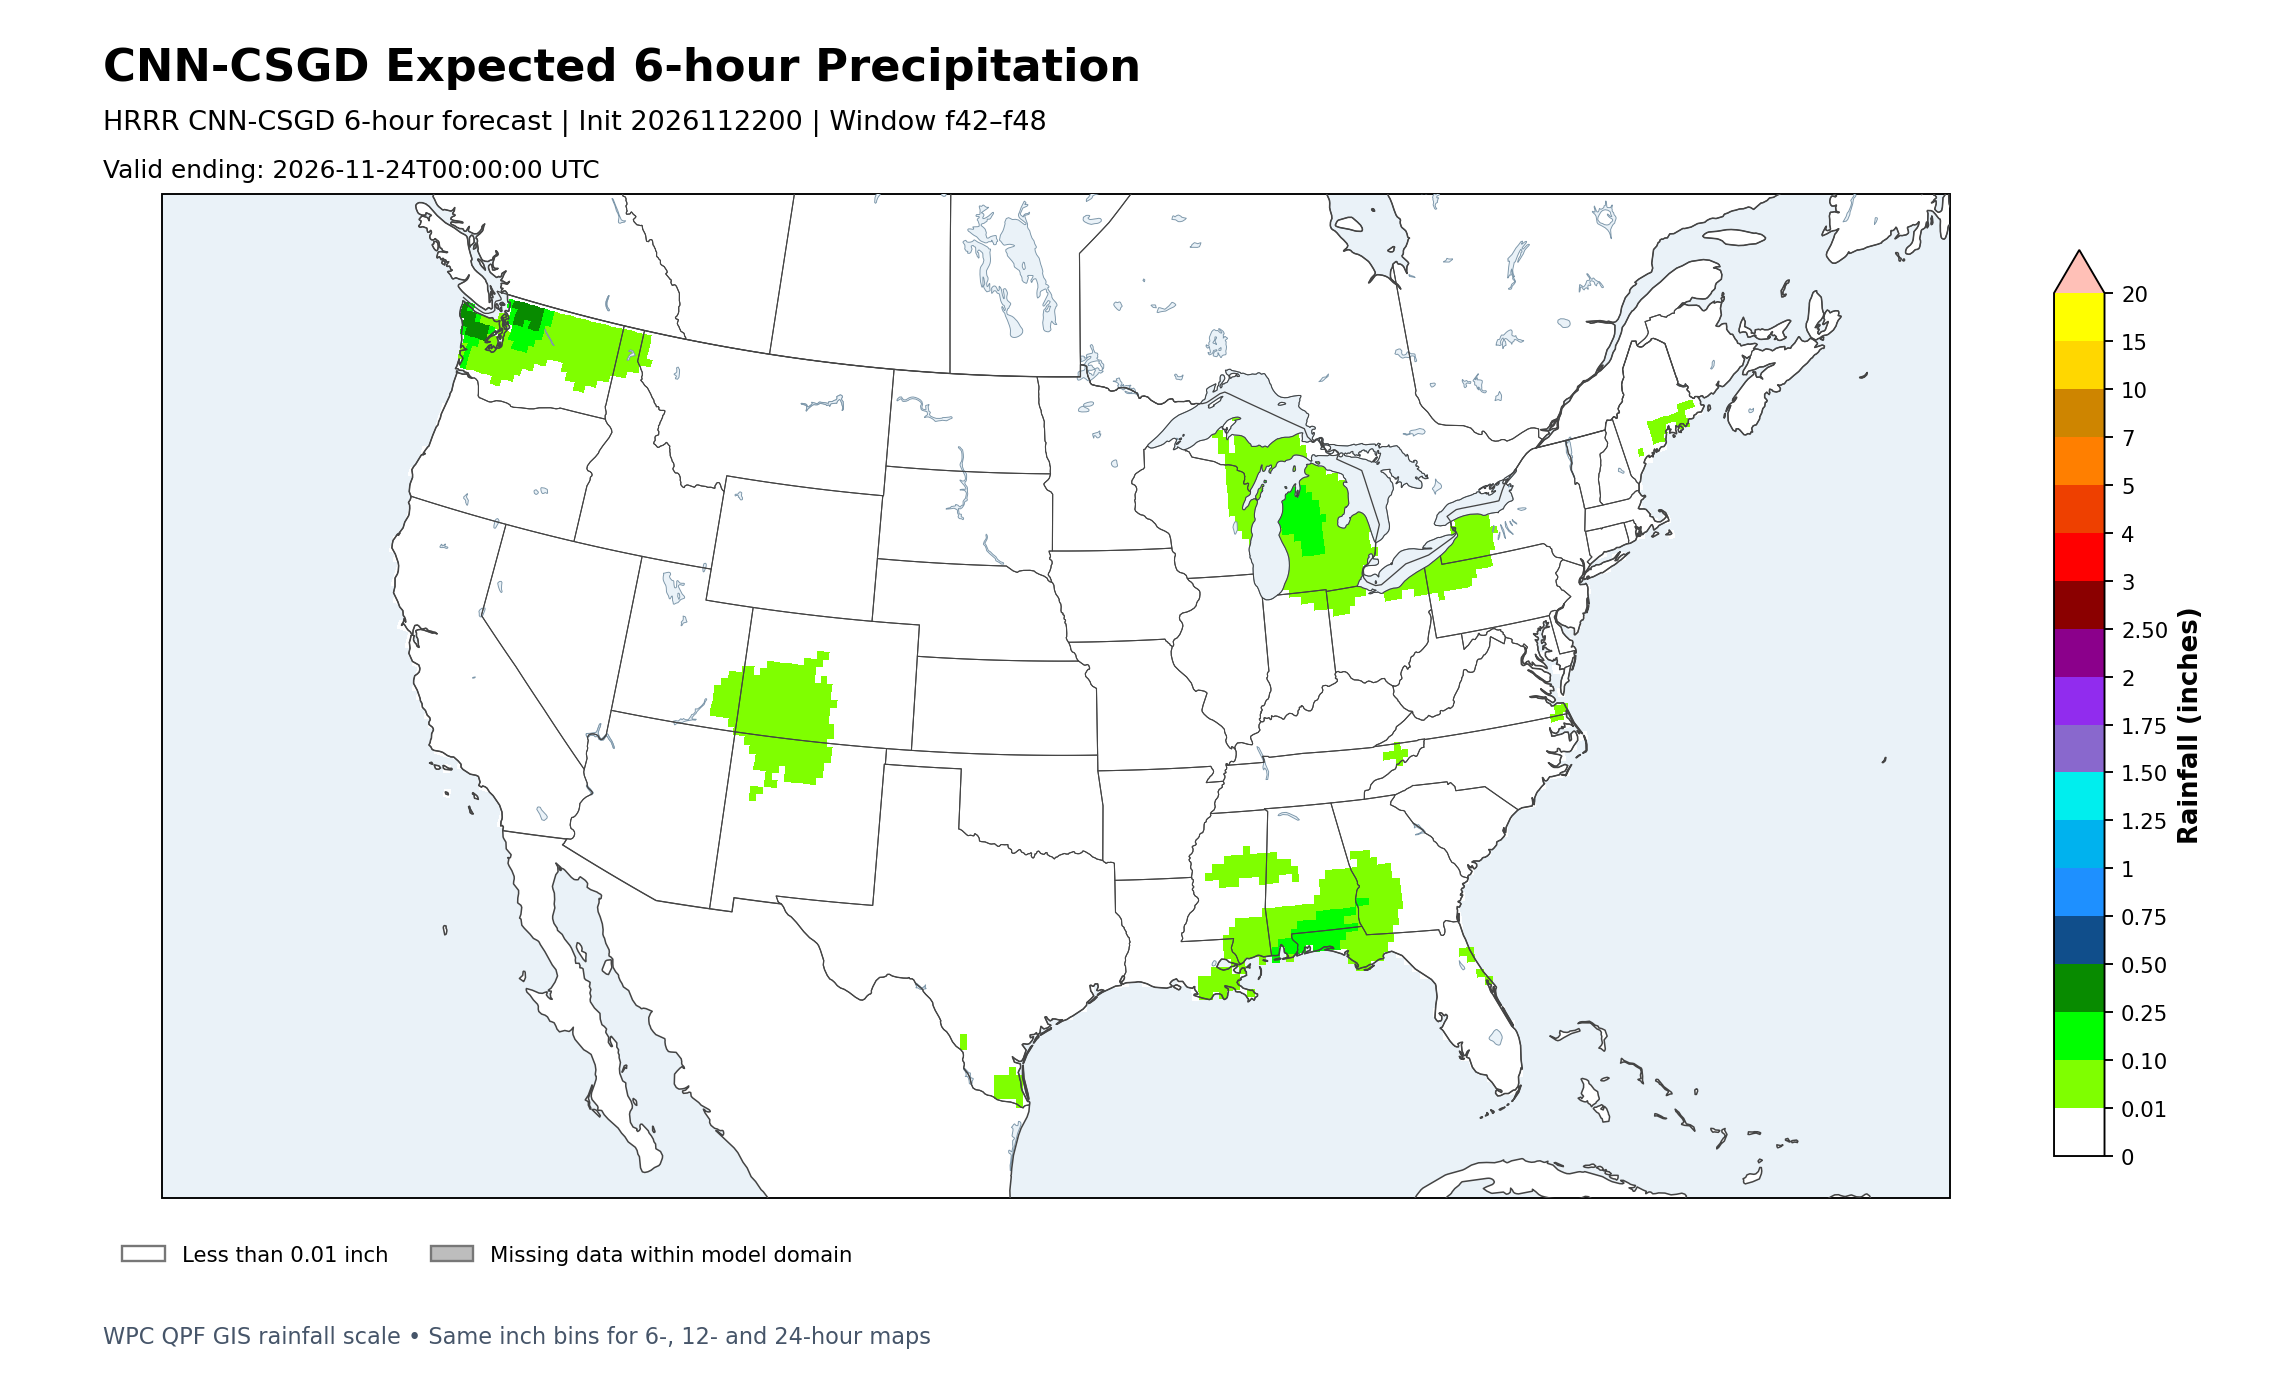 CNN-CSGD Expected 6-hour Precipitation
HRRR CNN-CSGD 6-hour forecast | Init 2026112200 | Window f42–f48
Valid ending: 2026-11-24T00:00:00 UTC
20
15
10
7
5
4
3
2.50
2
1.75
1.50
1.25
1
0.75
0.50
0.25
0.10
0.01
0
Rainfall (inches)
Less than 0.01 inch
Missing data within model domain
WPC QPF GIS rainfall scale • Same inch bins for 6-, 12- and 24-hour maps